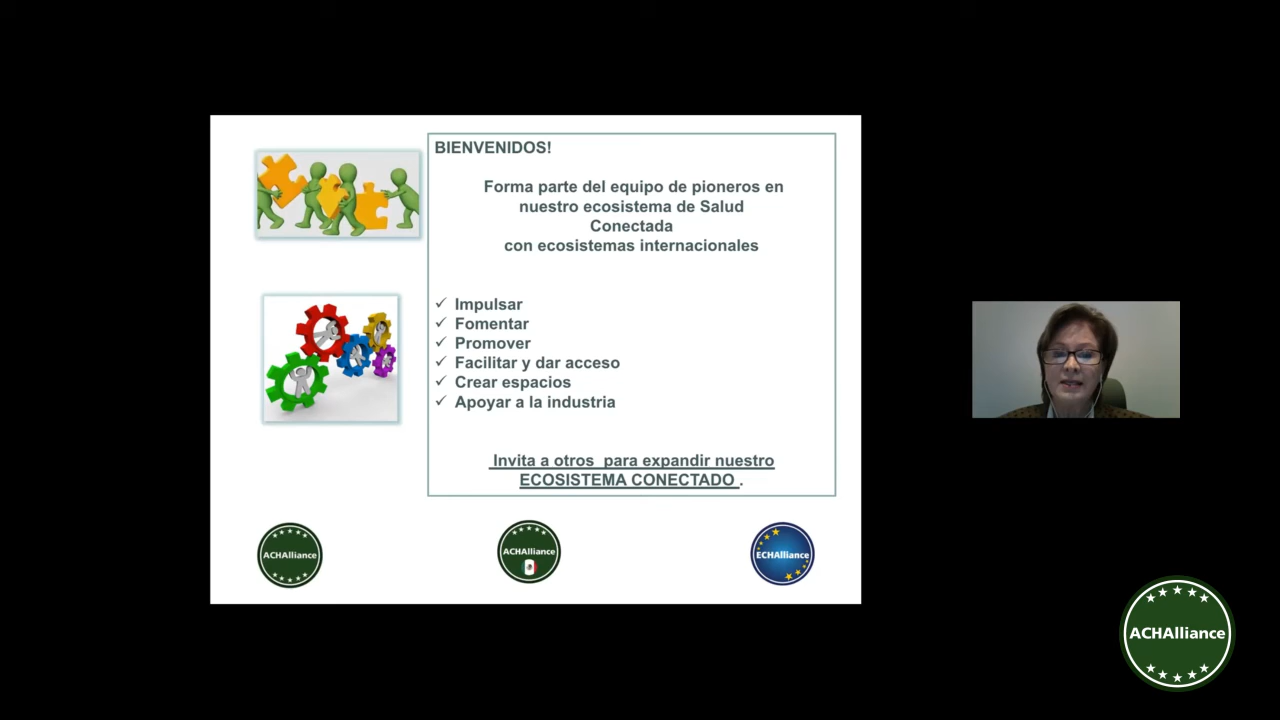 BIENVENIDOS!
Forma parte del equipo de pioneros en
nuestro ecosistema de Salud
Conectada
con ecosistemas internacionales
✓ Impulsar
✓ Fomentar
✓ Promover
✓ Facilitar y dar acceso
✓ Crear espacios
✓ Apoyar a la industria
Invita a otros para expandir nuestro
ECOSISTEMA CONECTADO .
ACHAlliance
ACHAlliance
ECHAlliance
ACHAlliance